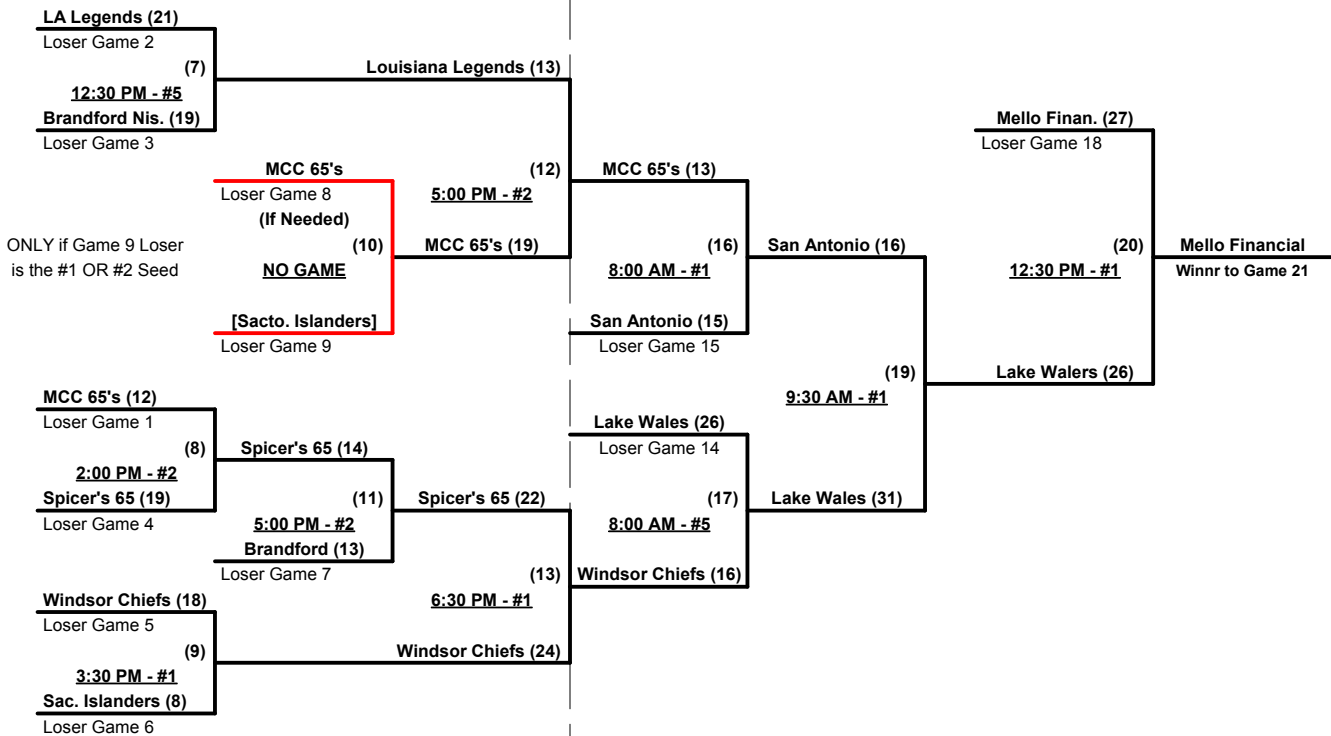 LA Legends (21)
Loser Game 2
(7)
12:30 PM - #5
Brandford Nis. (19)
Loser Game 3
Louisiana Legends (13)
MCC 65's
Loser Game 8
(If Needed)
ONLY if Game 9 Loser
is the #1 OR #2 Seed
(10)
NO GAME
[Sacto. Islanders]
Loser Game 9
(12)
5:00 PM - #2
MCC 65's (19)
MCC 65's (12)
Loser Game 1
(8)
2:00 PM - #2
Spicer's 65 (19)
Loser Game 4
Spicer's 65 (14)
(11)
5:00 PM - #2
Brandford (13)
Loser Game 7
Spicer's 65 (22)
(13)
6:30 PM - #1
Windsor Chiefs (18)
Loser Game 5
(9)
3:30 PM - #1
Sac. Islanders (8)
Loser Game 6
Windsor Chiefs (24)
MCC 65's (13)
(16)
8:00 AM - #1
San Antonio (15)
Loser Game 15
San Antonio (16)
Lake Wales (26)
Loser Game 14
(17)
8:00 AM - #5
Windsor Chiefs (16)
Lake Wales (31)
(19)
9:30 AM - #1
Mello Finan. (27)
Loser Game 18
(20)
12:30 PM - #1
Lake Walers (26)
Mello Financial
Winnr to Game 21